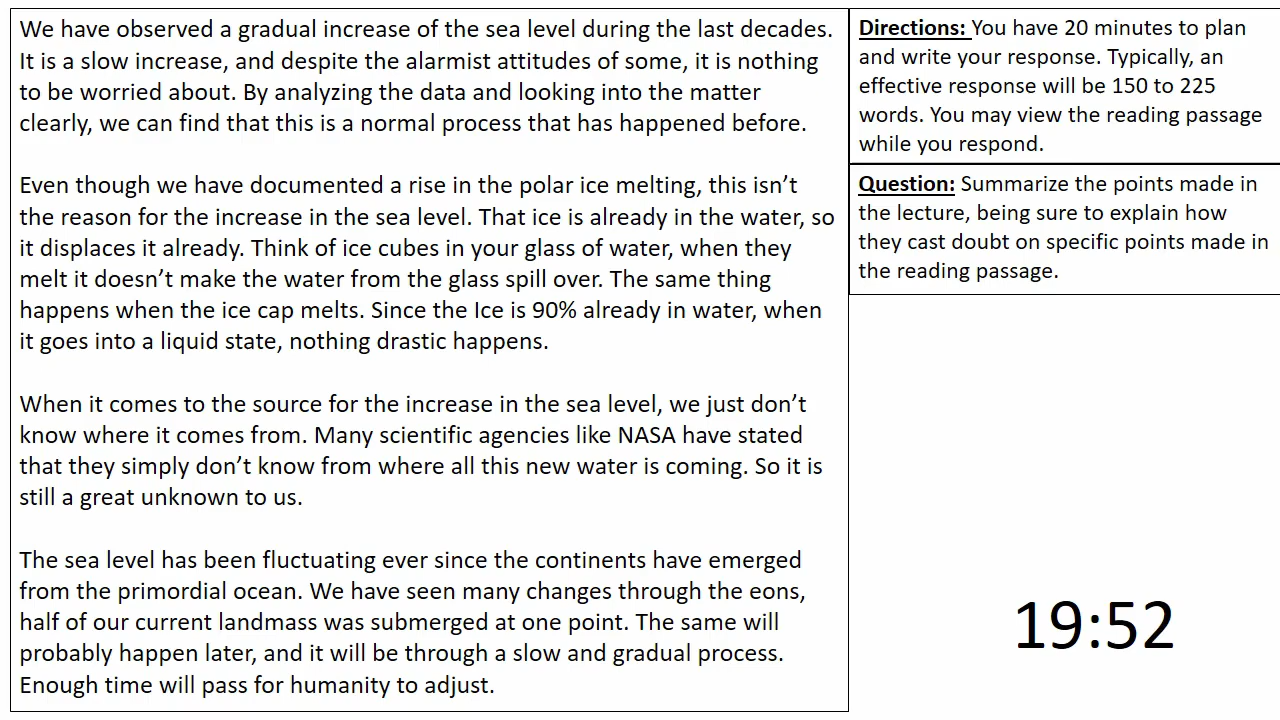 We have observed a gradual increase of the sea level during the last decades.
It is a slow increase, and despite the alarmist attitudes of some, it is nothing
to be worried about. By analyzing the data and looking into the matter
clearly, we can find that this is a normal process that has happened before.
Even though we have documented a rise in the polar ice melting, this isn't
the reason for the increase in the sea level. That ice is already in the water, so
it displaces it already. Think of ice cubes in your glass of water, when they
melt it doesn't make the water from the glass spill over. The same thing
happens when the ice cap melts. Since the Ice is 90% already in water, when
it goes into a liquid state, nothing drastic happens.
When it comes to the source for the increase in the sea level, we just don't
know where it comes from. Many scientific agencies like NASA have stated
that they simply don't know from where all this new water is coming. So it is
still a great unknown to us.
The sea level has been fluctuating ever since the continents have emerged
from the primordial ocean. We have seen many changes through the eons,
half of our current landmass was submerged at one point. The same will
probably happen later, and it will be through a slow and gradual process.
Enough time will pass for humanity to adjust.
Directions: You have 20 minutes to plan
and write your response. Typically, an
effective response will be 150 to 225
words. You may view the reading passage
while you respond.
Question: Summarize the points made in
the lecture, being sure to explain how
they cast doubt on specific points made in
the reading passage.
19:52